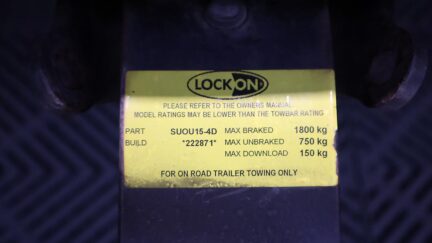 LOCKON
PLEASE REFER TO THE OWNERS MANUAL
MODEL RATINGS MAY BE LOWER THAN THE TOWBAR RATING
PART SUOU15-4D MAX BRAKED 1800 kg
BUILD *222871* MAX UNBRAKED 750 kg
MAX DOWNLOAD 150 kg
FOR ON ROAD TRAILER TOWING ONLY